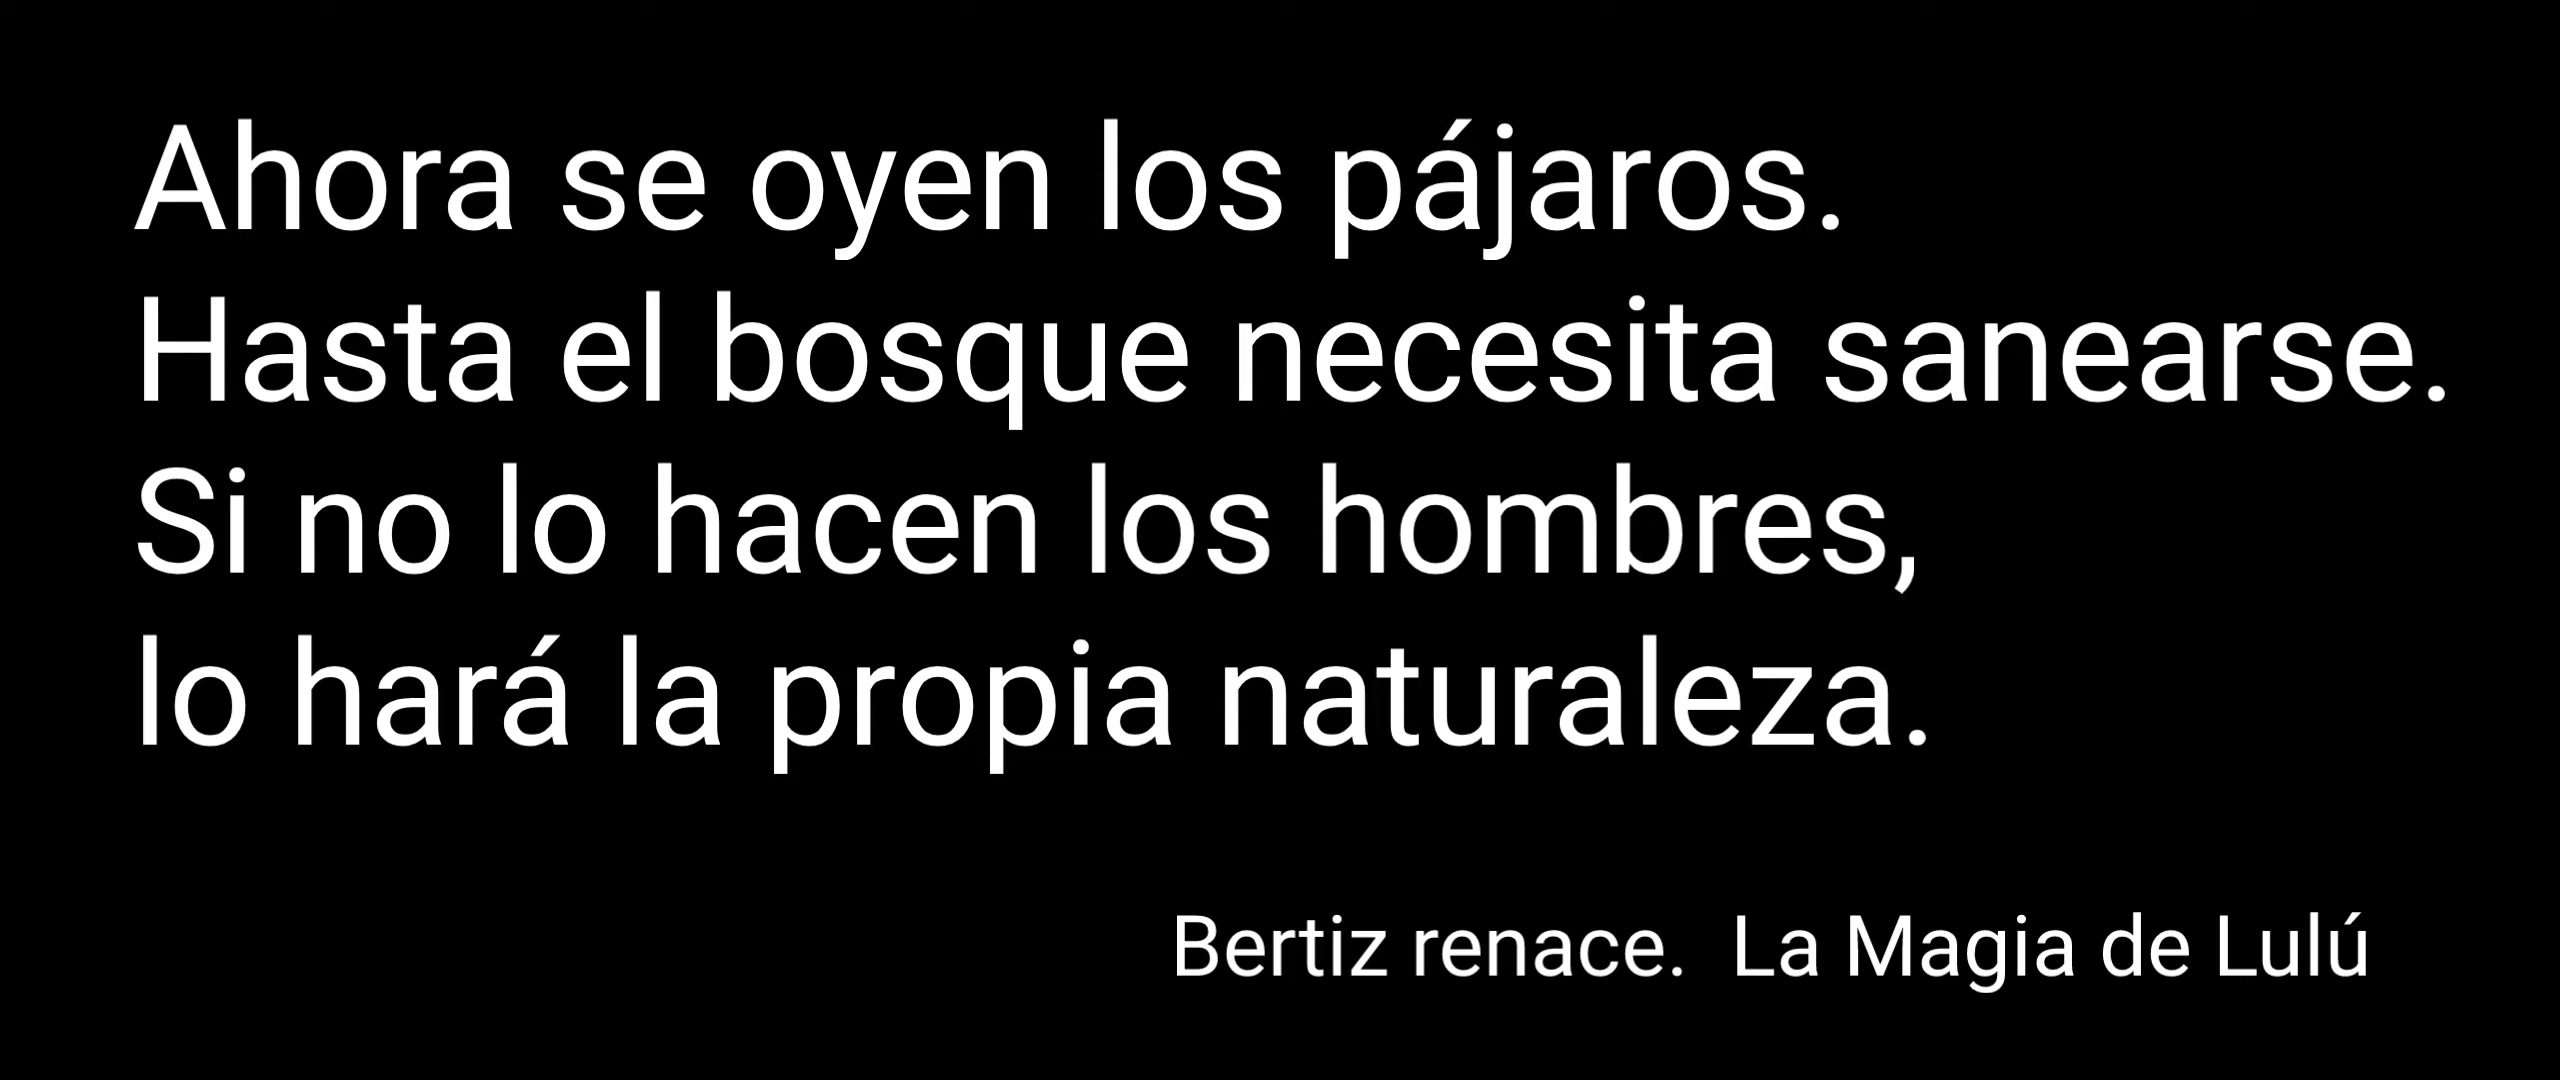 Ahora se oyen los pájaros.
Hasta el bosque necesita sanearse.
Si no lo hacen los hombres,
lo hará la propia naturaleza.
Bertiz renace. La Magia de Lulú